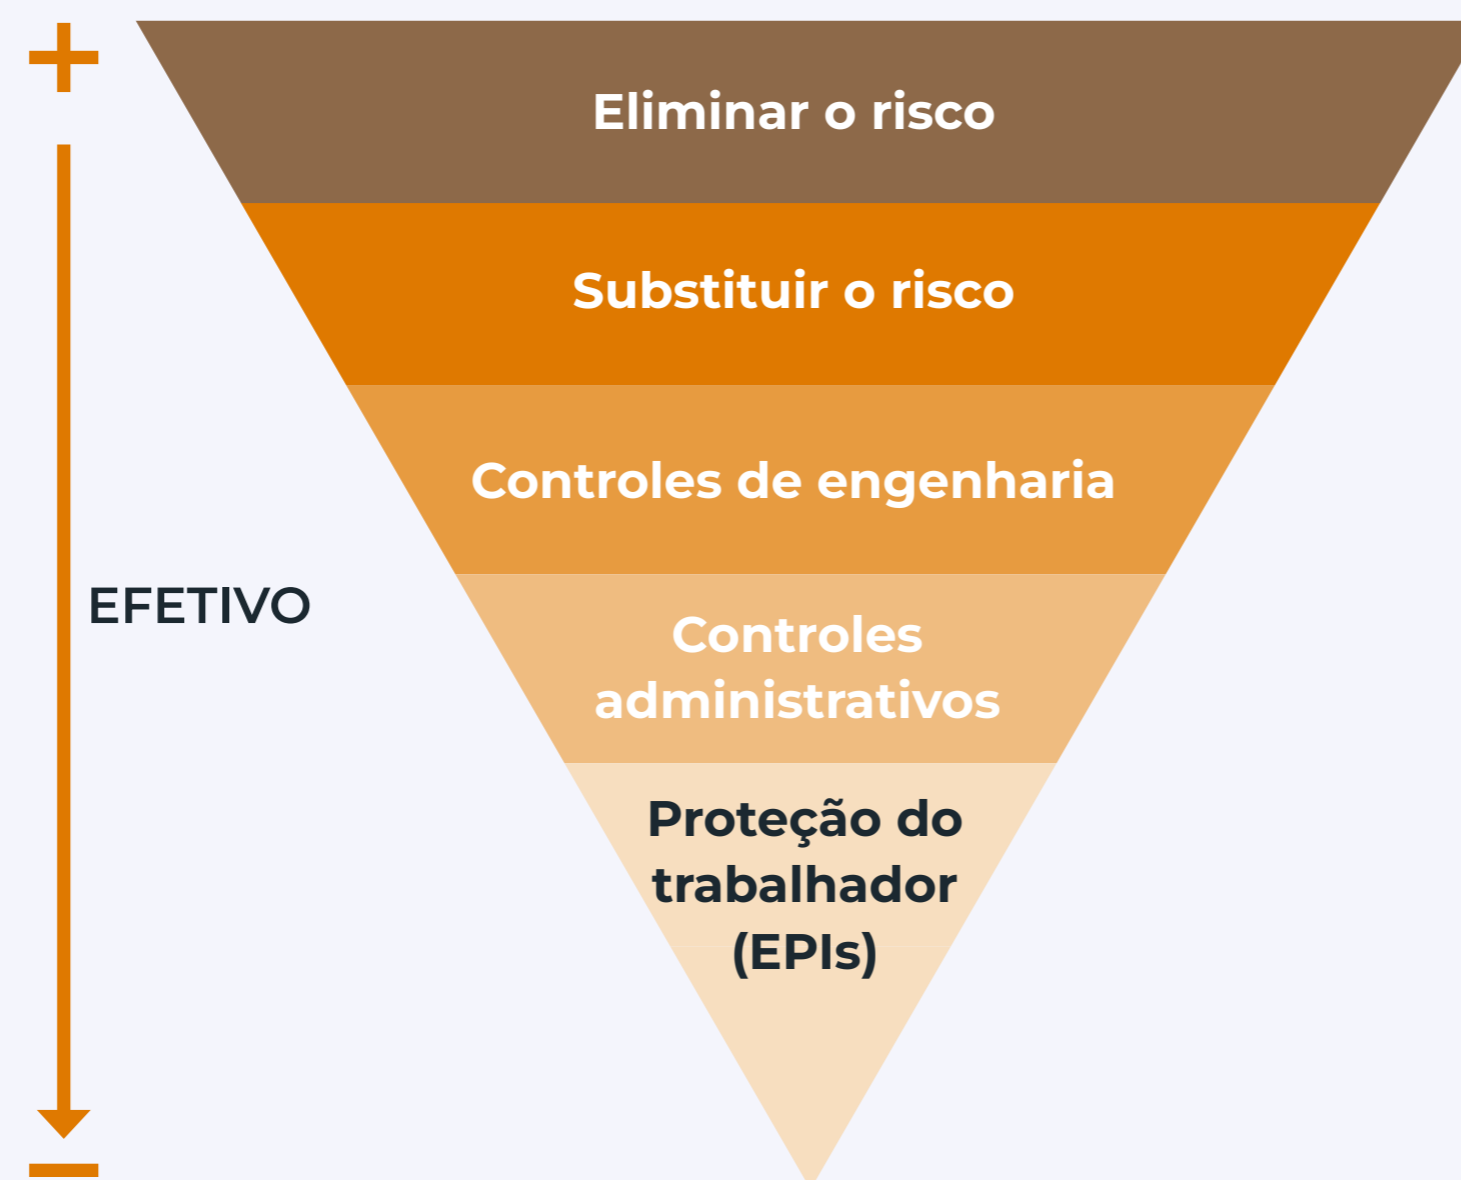 +
Eliminar o risco
Substituir o risco
Controles de engenharia
EFETIVO
Controles
administrativos
Proteção do
trabalhador
(EPIs)
−